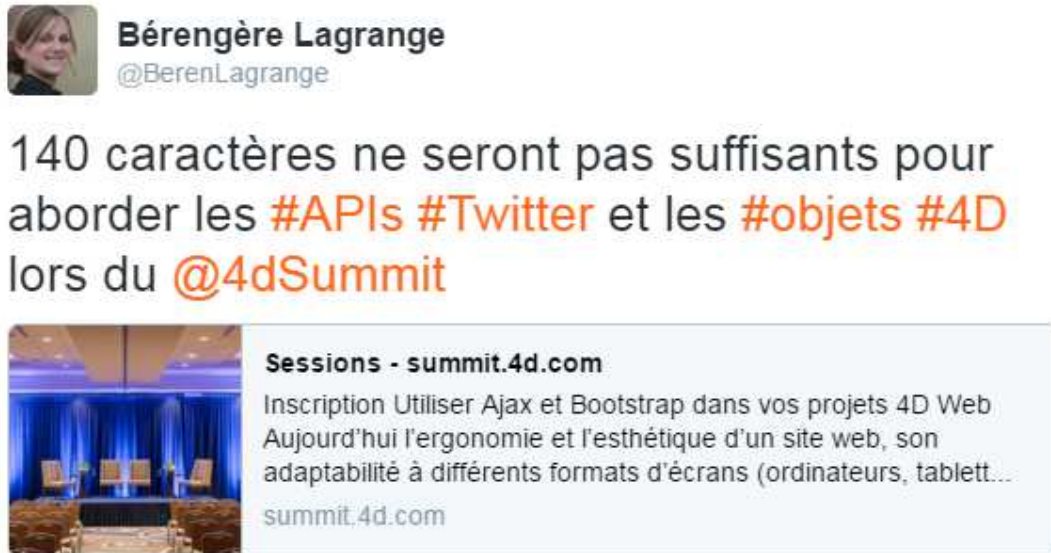 Bérengère Lagrange
@BerenLagrange
140 caractères ne seront pas suffisants pour
aborder les #APIs #Twitter et les #objets #4D
lors du @4dSummit
Sessions - summit.4d.com
Inscription Utiliser Ajax et Bootstrap dans vos projets 4D Web
Aujourd'hui l'ergonomie et l'esthétique d'un site web, son
adaptabilité à différents formats d'écrans (ordinateurs, tablett...
summit.4d.com